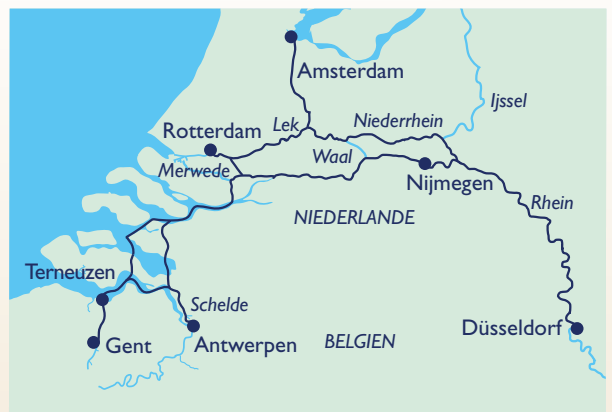 Amsterdam
Ijssel
Niederrhein
Lek
Rotterdam
Waal
Merwede
Nijmegen
Rhein
NIEDERLANDE
Terneuzen
Schelde
Düsseldorf
BELGIEN
Antwerpen
Gent